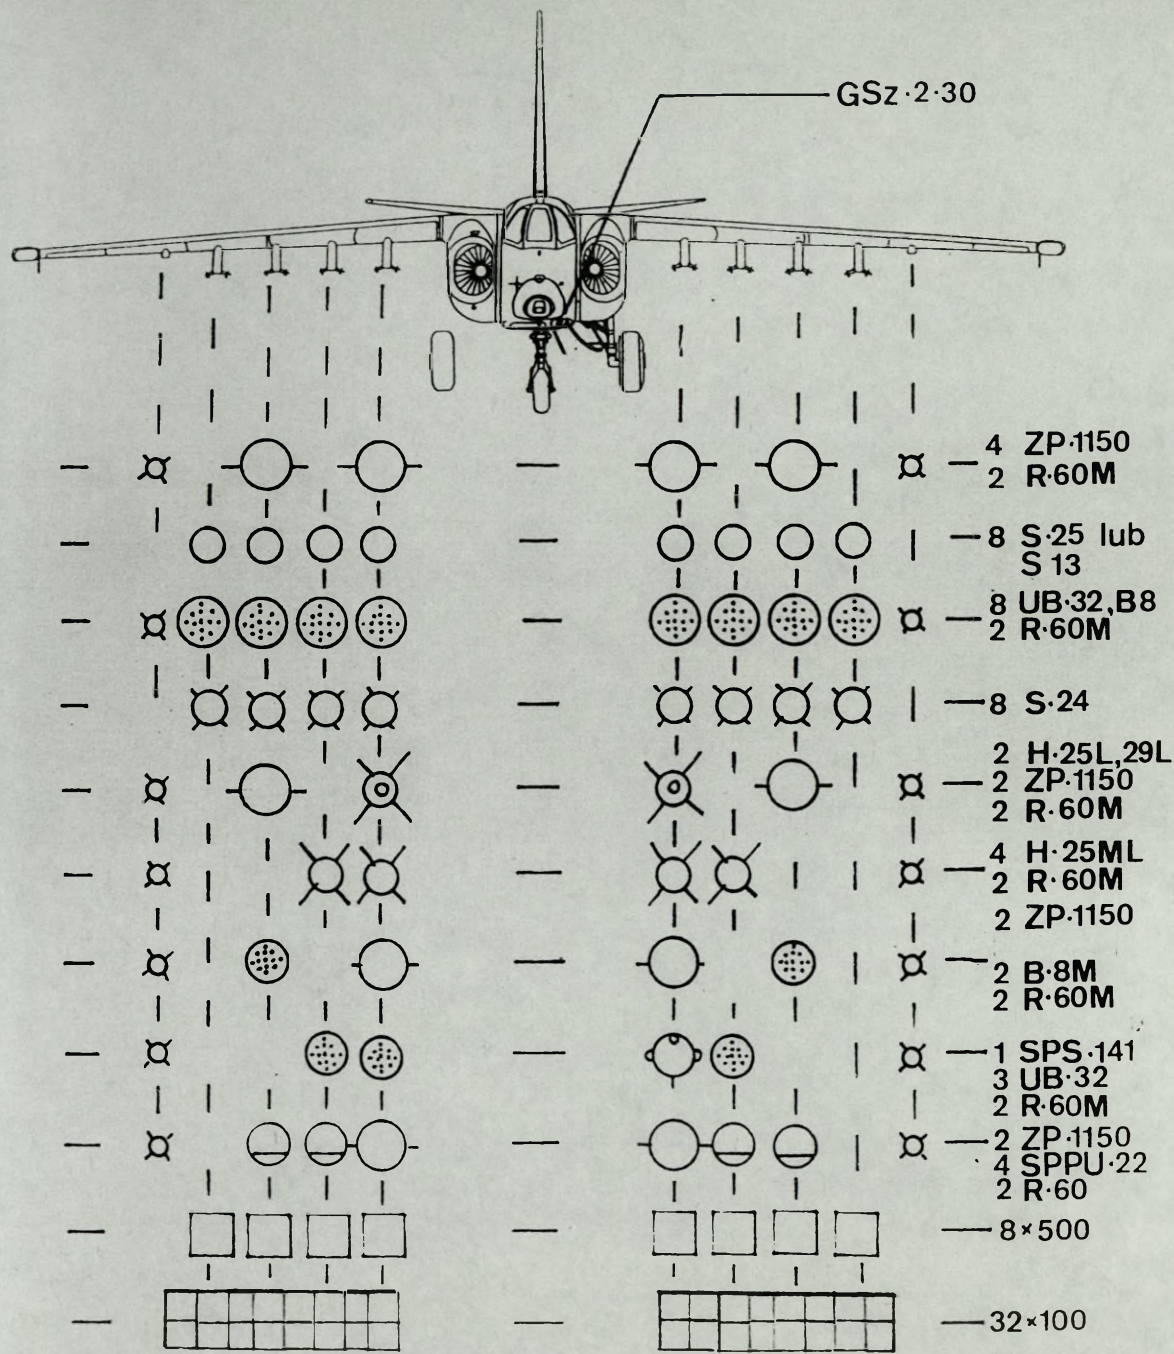 GSz·2·30
4 ZP·1150
2 R·60M
8 S·25 lub
S 13
8 UB·32,B8
2 R·60M
8 S·24
2 H·25L,29L
2 ZP·1150
2 R·60M
4 H·25ML
2 R·60M
2 ZP·1150
2 B·8M
2 R·60M
1 SPS·141
3 UB·32
2 R·60M
2 ZP·1150
4 SPPU·22
2 R·60
8×500
32×100